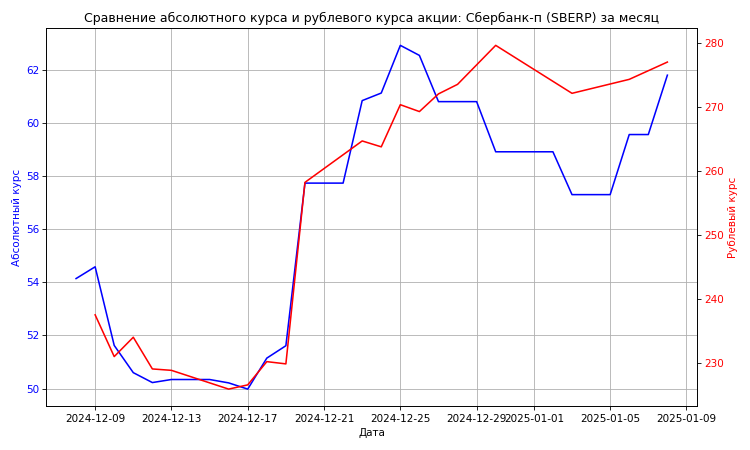 Сравнение абсолютного курса и рублевого курса акции: Сбербанк-п (SBERP) за месяц
62
60
58
56
54
52
50
Абсолютный курс
280
270
260
250
240
230
Рублевый курс
2024-12-09 2024-12-13 2024-12-17 2024-12-21 2024-12-25 2024-12-29 2025-01-01 2025-01-05 2025-01-09
Дата